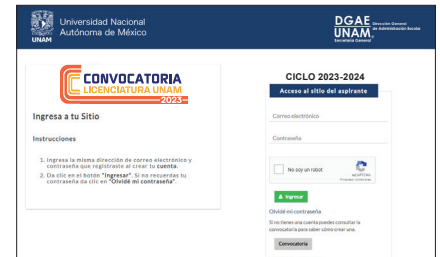 Universidad Nacional
Autónoma de México
UNAM
DGAE
UNAM
Dirección General
de Administración Escolar
Secretaría General
CONVOCATORIA
LICENCIATURA UNAM
2023
Ingresa a tu Sitio
Instrucciones
1. Ingresa la misma dirección de correo electrónico y
contraseña que registraste al crear tu cuenta.
2. Da clic en el botón "Ingresar". Si no recuerdas tu
contraseña da clic en "Olvidé mi contraseña".
CICLO 2023-2024
Acceso al sitio del aspirante
Correo electrónico
Contraseña
No soy un robot
reCAPTCHA
Ingresar
Olvidé mi contraseña
Si no tienes una cuenta puedes consultar la
convocatoria para saber cómo crear una.
Convocatoria